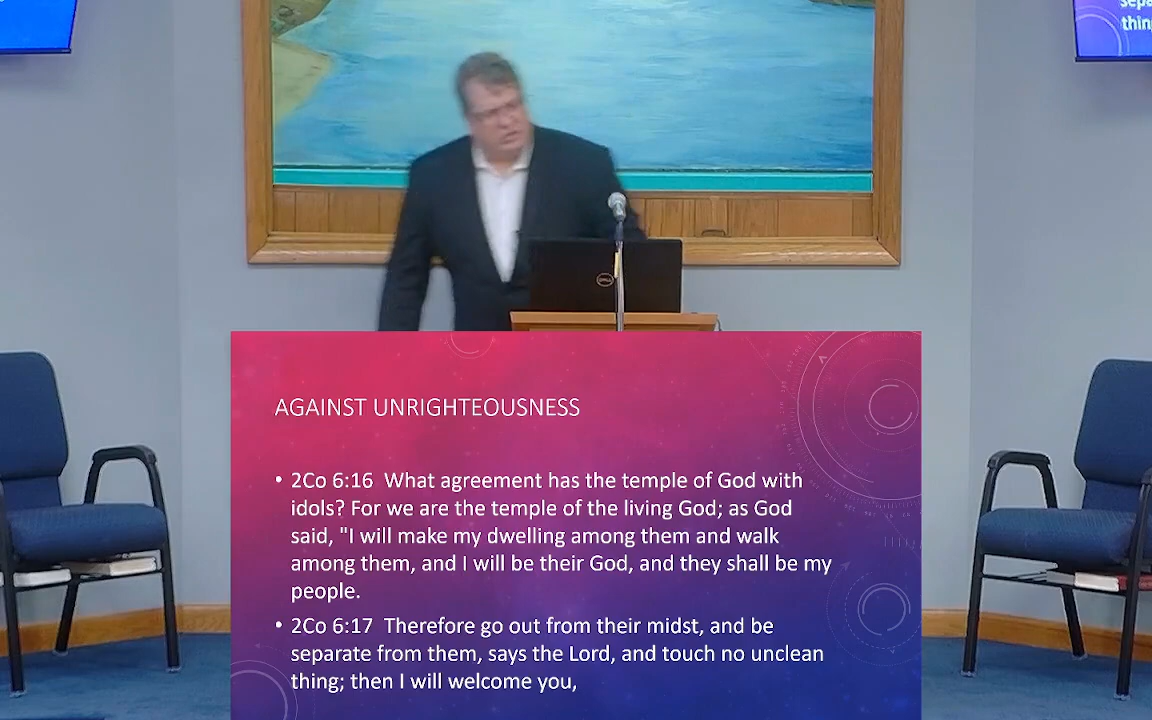 sepa
thin
DELL
AGAINST UNRIGHTEOUSNESS
• 2Co 6:16 What agreement has the temple of God with
idols? For we are the temple of the living God; as God
said, "I will make my dwelling among them and walk
among them, and I will be their God, and they shall be my
people.
• 2Co 6:17 Therefore go out from their midst, and be
separate from them, says the Lord, and touch no unclean
thing; then I will welcome you,